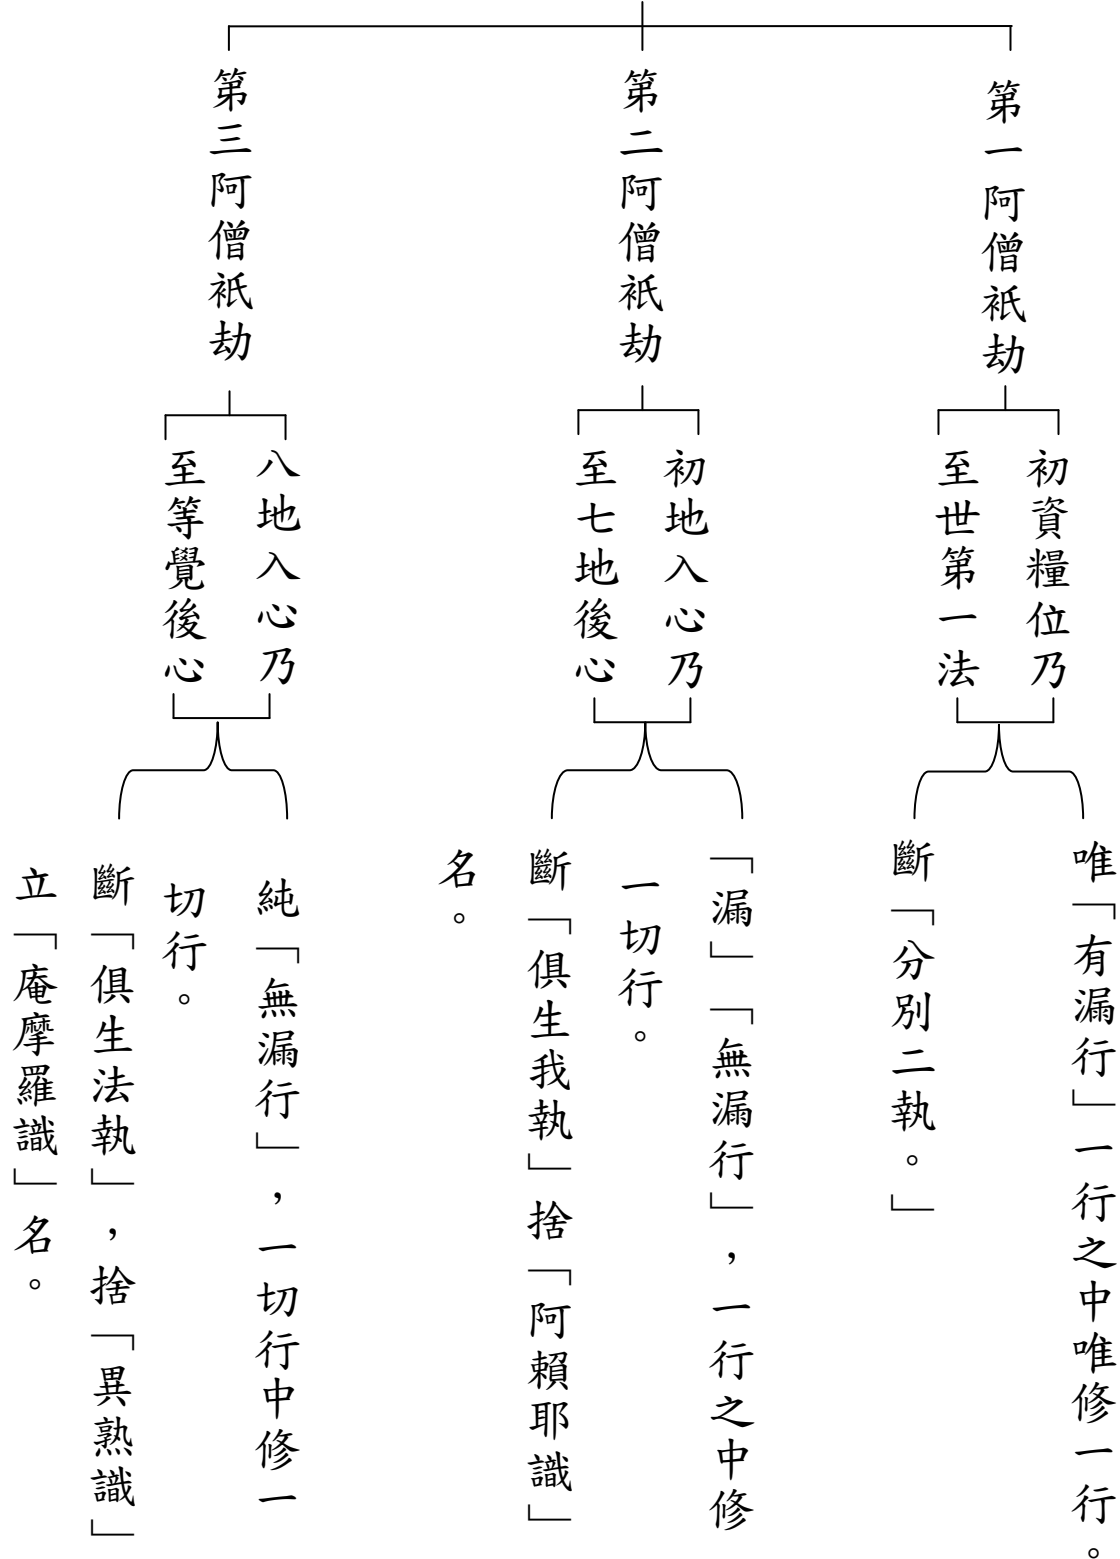 第一阿僧祇劫
初資糧位乃
至世第一法
唯「有漏行」一行之中唯修一行。
斷「分別二執。」
第二阿僧祇劫
初地入心乃
至七地後心
「漏」「無漏行」，一行之中修
一切行。
斷「俱生我執」捨「阿賴耶識」
名。
第三阿僧祇劫
八地入心乃
至等覺後心
純「無漏行」，一切行中修一
切行。
斷「俱生法執」，捨「異熟識」
立「庵摩羅識」名。